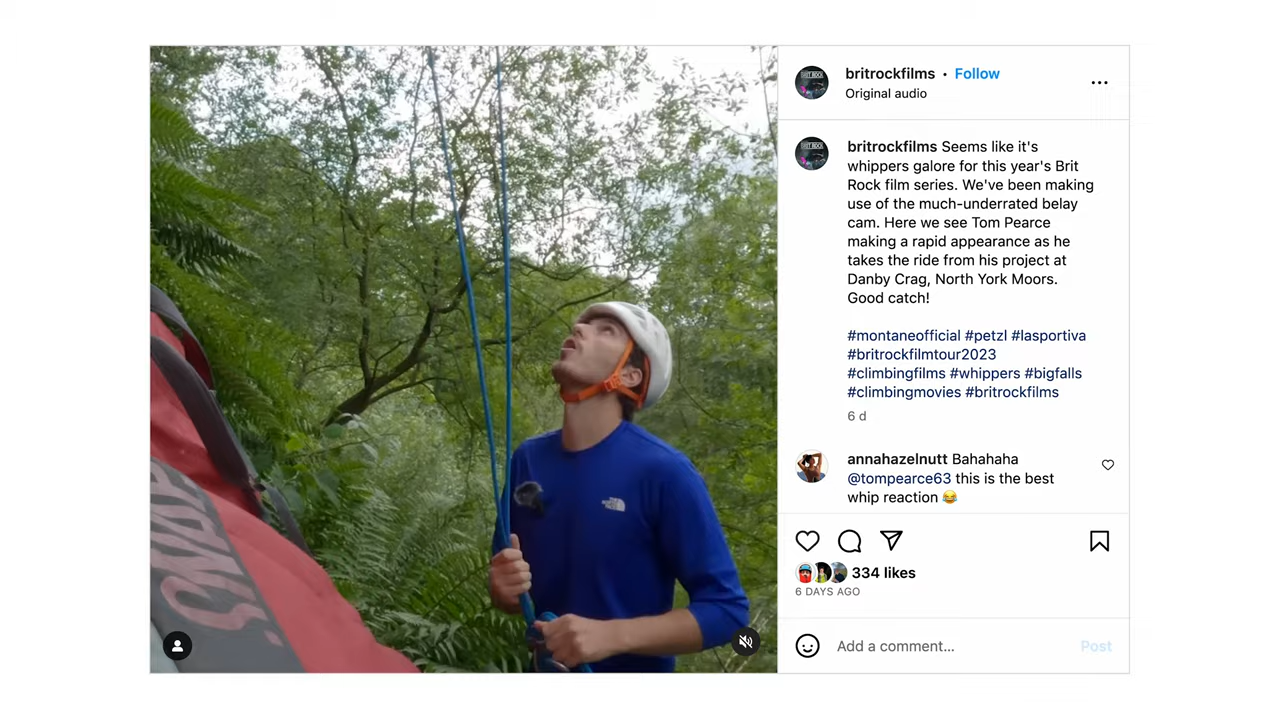 britrockfilms • Follow
Original audio
britrockfilms Seems like it's
whippers galore for this year's Brit
Rock film series. We've been making
use of the much-underrated belay
cam. Here we see Tom Pearce
making a rapid appearance as he
takes the ride from his project at
Danby Crag, North York Moors.
Good catch!
#montaneofficial #petzl #lasportiva
#britrockfilmtour2023
#climbingfilms #whippers #bigfalls
#climbingmovies #britrockfilms
6 d
annahazelnutt Bahahaha
@tompearce63 this is the best
whip reaction 😂
334 likes
6 DAYS AGO
Add a comment...
Post
THE
NORTH
FACE